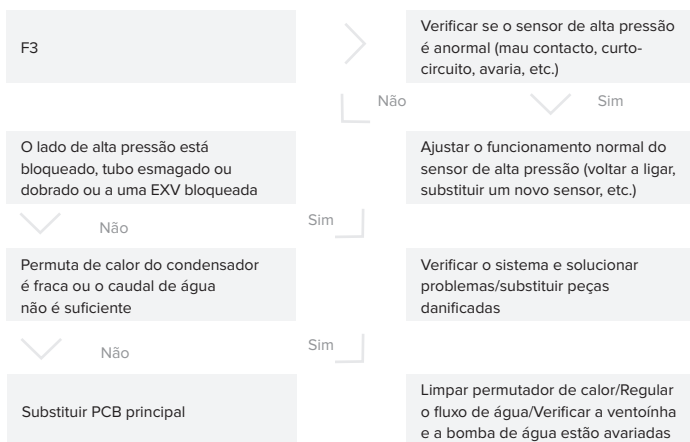 F3
Verificar se o sensor de alta pressão
é anormal (mau contacto, curto-
circuito, avaria, etc.)
Não
Sim
O lado de alta pressão está
bloqueado, tubo esmagado ou
dobrado ou a uma EXV bloqueada
Ajustar o funcionamento normal do
sensor de alta pressão (voltar a ligar,
substituir um novo sensor, etc.)
Não
Sim
Permuta de calor do condensador
é fraca ou o caudal de água
não é suficiente
Verificar o sistema e solucionar
problemas/substituir peças
danificadas
Não
Sim
Substituir PCB principal
Limpar permutador de calor/Regular
o fluxo de água/Verificar a ventoínha
e a bomba de água estão avariadas